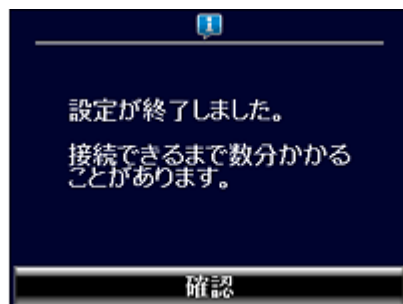 設定が終了しました。
接続できるまで数分かかる
ことがあります。
確認